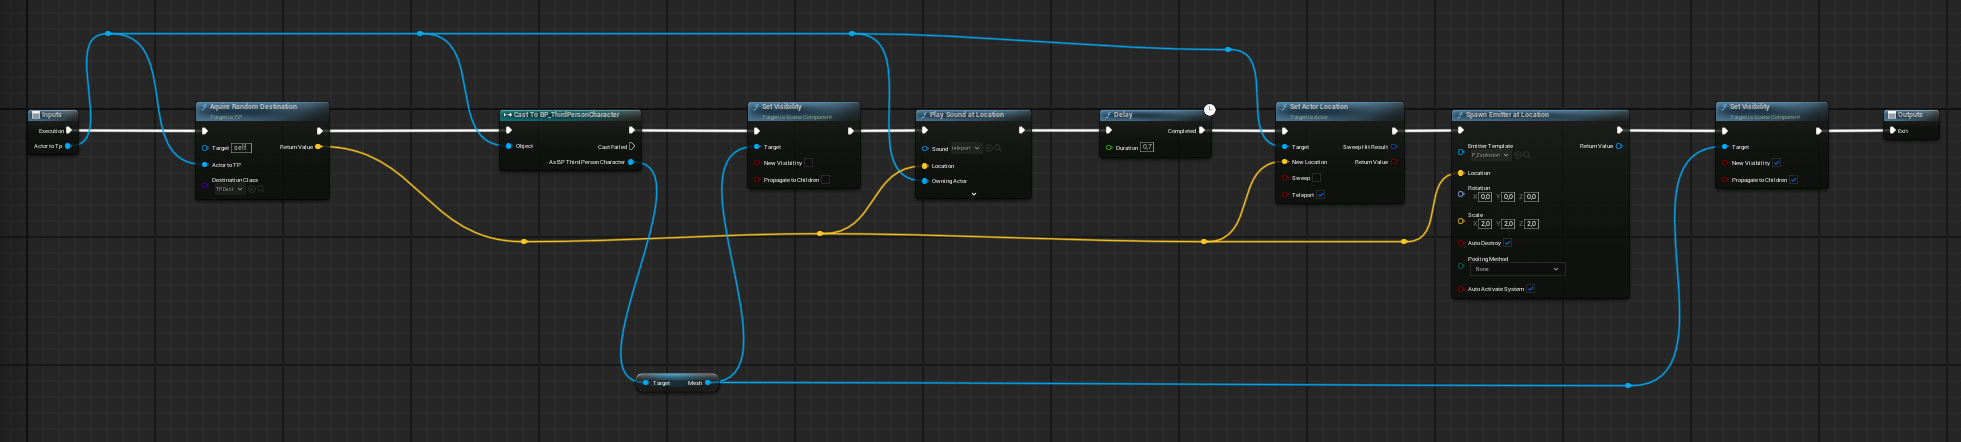 Inputs
Execution
Actor to Tp
Aquire Random Destination
Target is TP
Target self
Return Value
Actor to TP
Destination Class
TP Dest
Cast To BP_ThirdPersonCharacter
Object
Cast Failed
As BP Third Person Character
Set Visibility
Target is Scene Component
Target
New Visibility
Propagate to Children
Play Sound at Location
Sound teleport
Location
Owning Actor
Delay
Completed
Duration 0,7
Set Actor Location
Target is Actor
Target
Sweep Hit Result
New Location
Return Value
Sweep
Teleport
Spawn Emitter at Location
Emitter Template
Return Value
P_Explosion
Location
Rotation
X 0,0 Y 0,0 Z 0,0
Scale
X 2,0 Y 2,0 Z 2,0
Auto Destroy
Pooling Method
None
Auto Activate System
Set Visibility
Target is Scene Component
Target
New Visibility
Propagate to Children
Outputs
Exit
Target Mesh